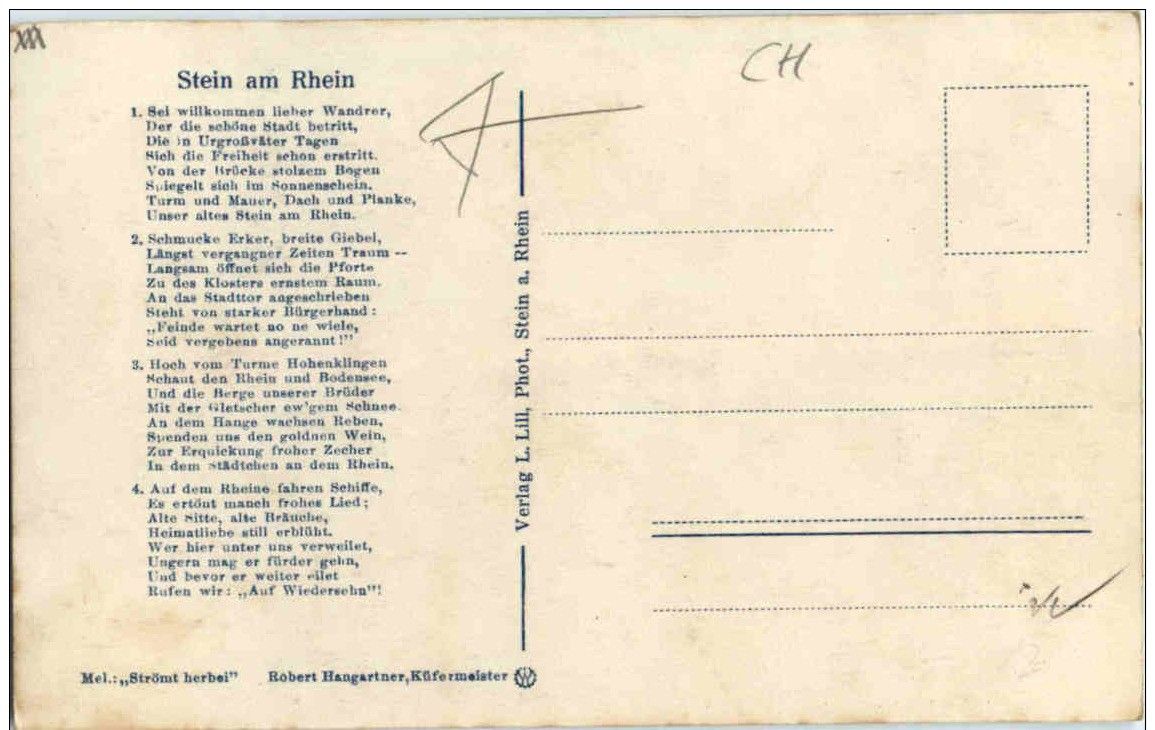 CH
Stein am Rhein
1. Sei willkommen lieber Wandrer,
Der die schöne Stadt betritt,
Die in Urgroßväter Tagen
Sich die Freiheit schon erstritt.
Von der Brücke stolzem Bogen
Spiegelt sich im Sonnenschein.
Turm und Mauer, Dach und Planke,
Unser altes Stein am Rhein.
2. Schmucke Erker, breite Giebel,
Längst vergangner Zeiten Traum --
Langsam öffnet sich die Pforte
Zu des Klosters ernstem Raum.
An das Stadttor angeschrieben
Steht von starker Bürgerhand:
„Feinde wartet no ne wiele,
Seid vergebens angerannt!"
3. Hoch vom Turme Hohenklingen
Schaut den Rhein und Bodensee,
Und die Berge unserer Brüder
Mit der Gletscher ew'gem Schnee.
An dem Hange wachsen Reben,
Spenden uns den goldnen Wein,
Zur Erquickung froher Zecher
In dem Städtchen an dem Rhein.
4. Auf dem Rheine fahren Schiffe,
Es ertönt manch frohes Lied;
Alte Sitte, alte Bräuche,
Heimatliebe still erblüht.
Wer hier unter uns verweilet,
Ungern mag er fürder gehn,
Und bevor er weiter eilet
Rufen wir: „Auf Wiedersehn"!
Mel.: „Strömt herbei" Robert Hangartner, Küfermeister
Verlag L. Lill, Phot., Stein a. Rhein